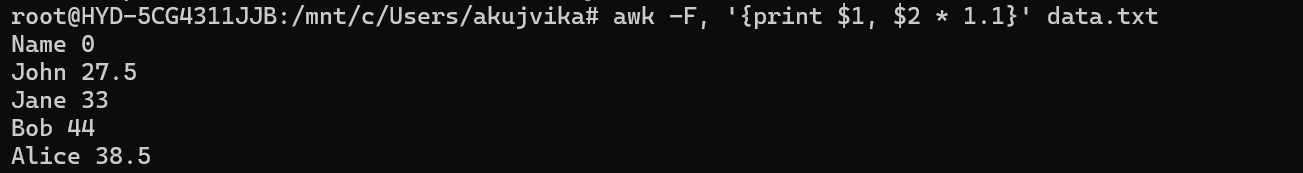 root@HYD-5CG4311JJB:/mnt/c/Users/akujvika# awk -F, '{print $1, $2 * 1.1}' data.txt
Name 0
John 27.5
Jane 33
Bob 44
Alice 38.5